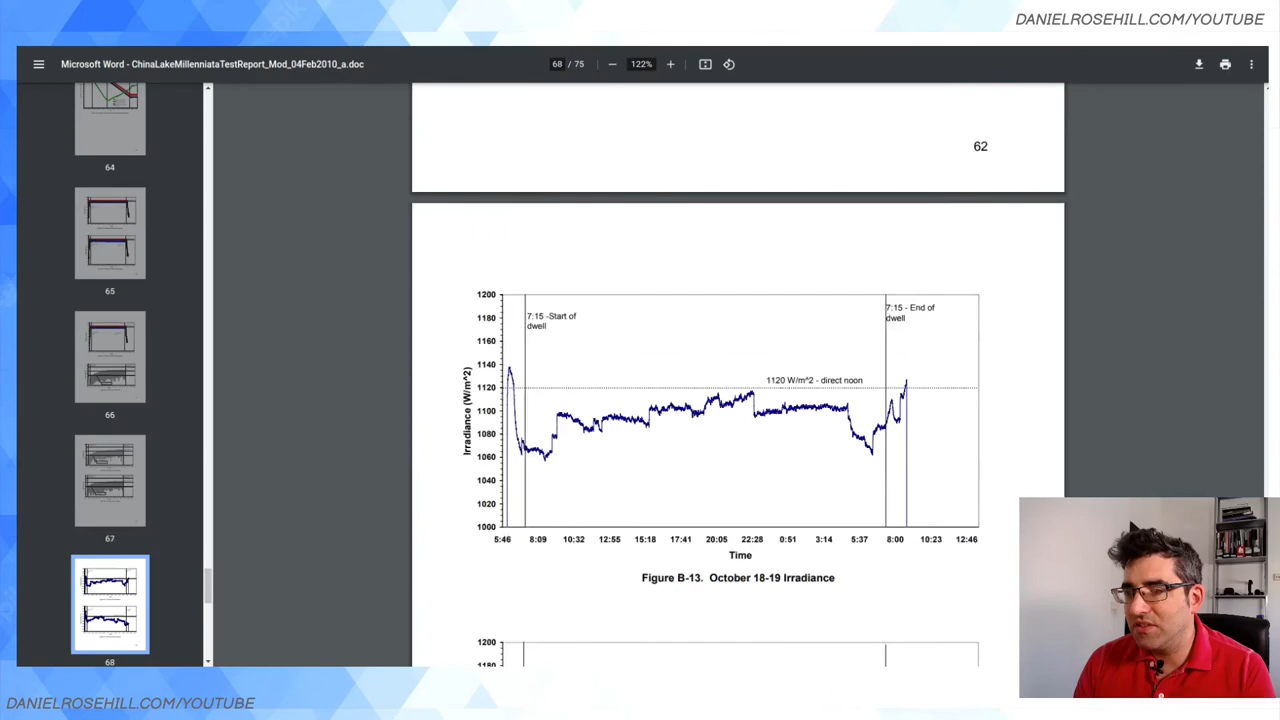 DANIELROSEHILL.COM/YOUTUBE
Microsoft Word - ChinaLakeMillenniataTestReport_Mod_04Feb2010_a.doc
68 / 75
122%
64
65
66
67
68
62
1200
1180
1160
1140
1120
1100
1080
1060
1040
1020
1000
Irradiance (W/m^2)
7:15 -Start of
dwell
7:15 - End of
dwell
1120 W/m^2 - direct noon
5:46 8:09 10:32 12:55 15:18 17:41 20:05 22:28 0:51 3:14 5:37 8:00 10:23 12:46
Time
Figure B-13. October 18-19 Irradiance
1200
1180
DANIELROSEHILL.COM/YOUTUBE